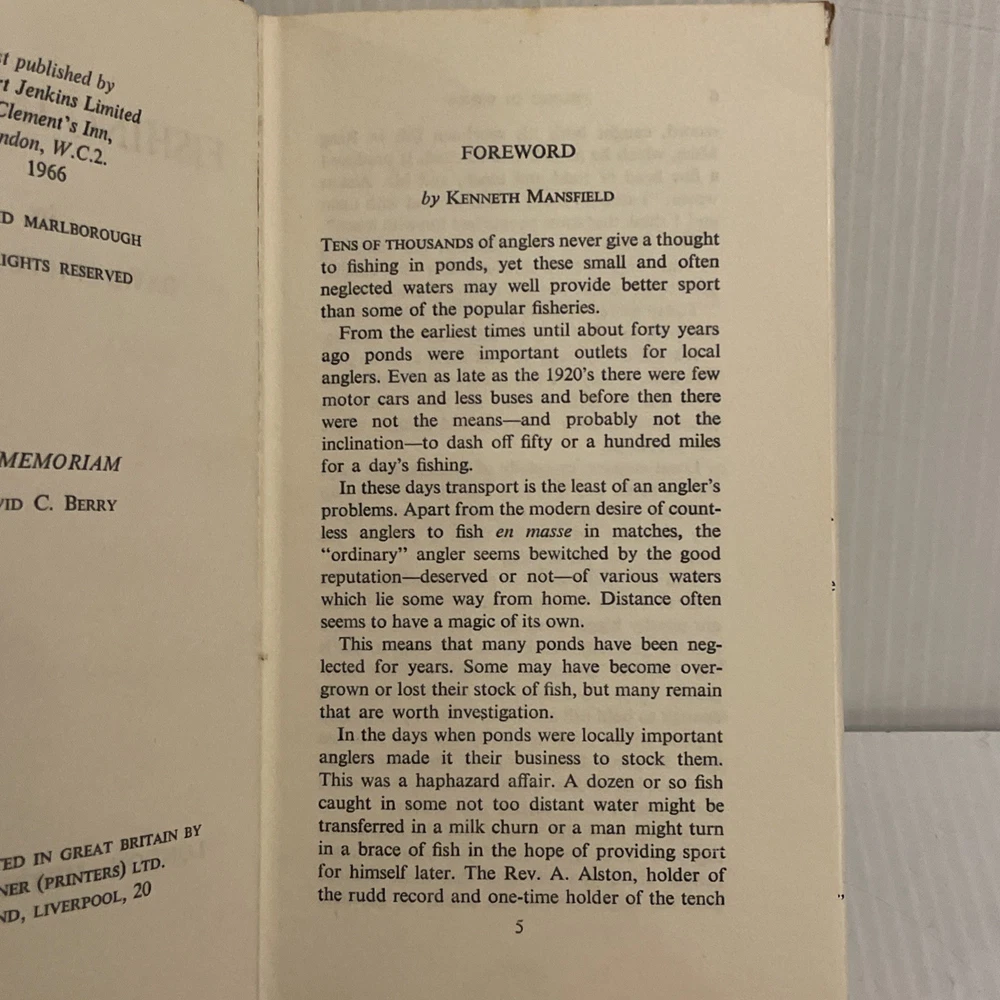 st published by
rt Jenkins Limited
Clement's Inn,
ndon, W.C.2.
1966
D MARLBOROUGH
IGHTS RESERVED
MEMORIAM
VID C. BERRY
TED IN GREAT BRITAIN BY
NER (PRINTERS) LTD.
ND, LIVERPOOL, 20
FOREWORD
by KENNETH MANSFIELD
TENS OF THOUSANDS of anglers never give a thought
to fishing in ponds, yet these small and often
neglected waters may well provide better sport
than some of the popular fisheries.
From the earliest times until about forty years
ago ponds were important outlets for local
anglers. Even as late as the 1920's there were few
motor cars and less buses and before then there
were not the means—and probably not the
inclination—to dash off fifty or a hundred miles
for a day's fishing.
In these days transport is the least of an angler's
problems. Apart from the modern desire of count-
less anglers to fish en masse in matches, the
“ordinary” angler seems bewitched by the good
reputation—deserved or not—of various waters
which lie some way from home. Distance often
seems to have a magic of its own.
This means that many ponds have been neg-
lected for years. Some may have become over-
grown or lost their stock of fish, but many remain
that are worth investigation.
In the days when ponds were locally important
anglers made it their business to stock them.
This was a haphazard affair. A dozen or so fish
caught in some not too distant water might be
transferred in a milk churn or a man might turn
in a brace of fish in the hope of providing sport
for himself later. The Rev. A. Alston, holder of
the rudd record and one-time holder of the tench
5